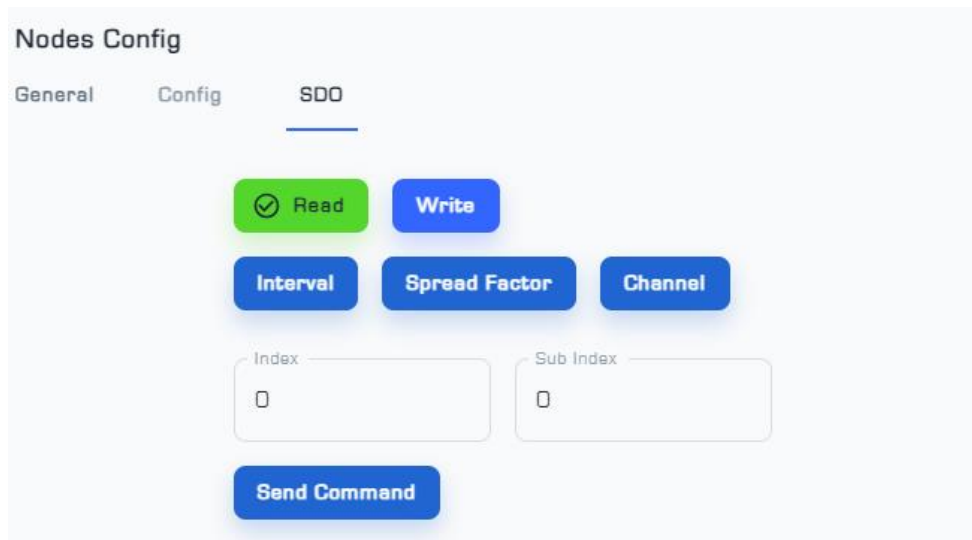 Nodes Config
General Config SDO
Read Write
Interval Spread Factor Channel
Index Sub Index
0 0
Send Command